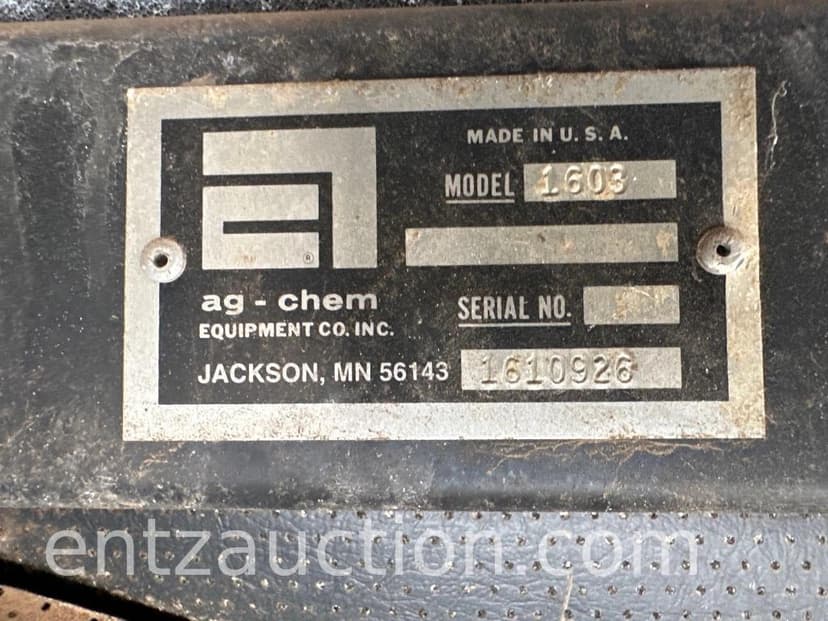 MADE IN U. S. A.
MODEL 1603
ag - chem
EQUIPMENT CO. INC.
SERIAL NO.
JACKSON, MN 56143 1610926
entzauction.com